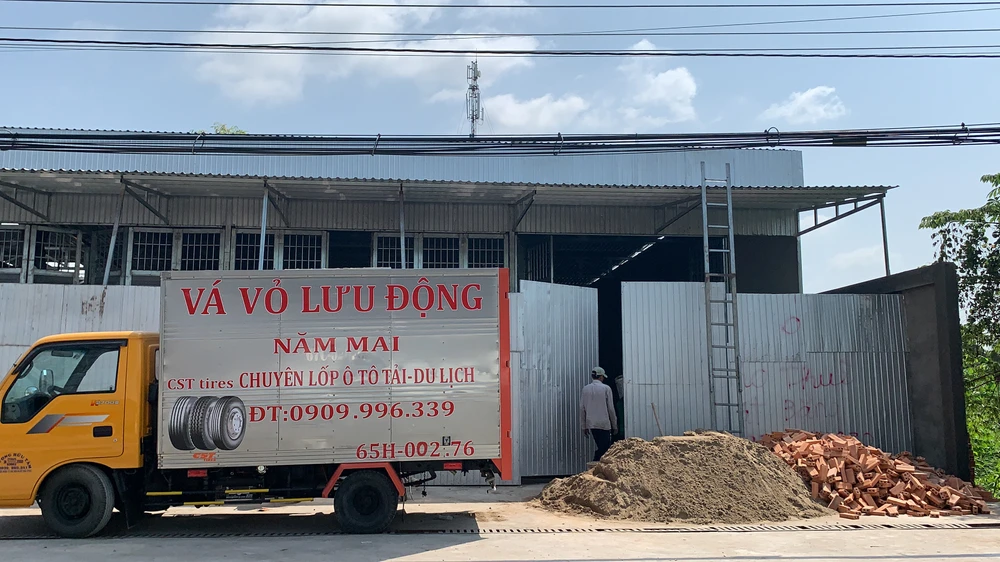 VÁ VỎ LƯU ĐỘNG
NĂM MAI
CST tires CHUYÊN LỐP Ô TÔ TẢI-DU LỊCH
ĐT:0909.996.339
65H-002.76
CST